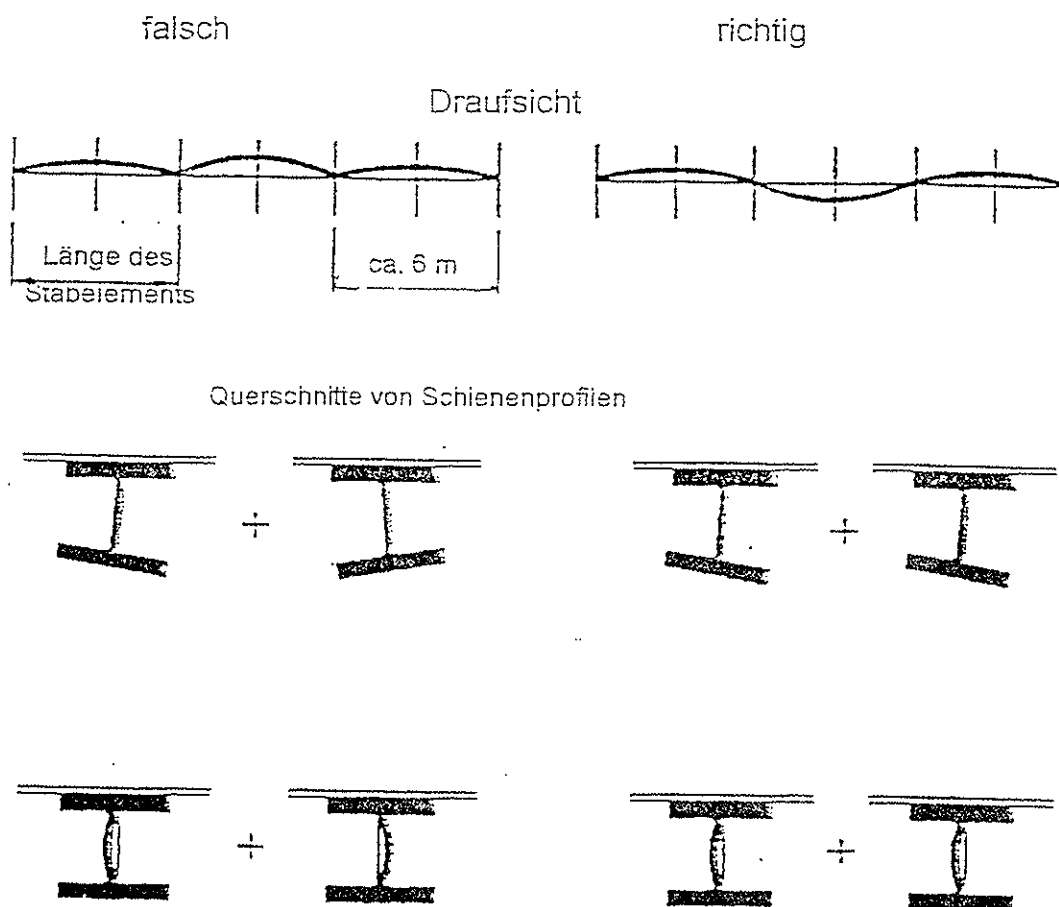 falsch
richtig
Draufsicht
Länge des
Stabelements
ca. 6 m
Querschnitte von Schienenprofilen